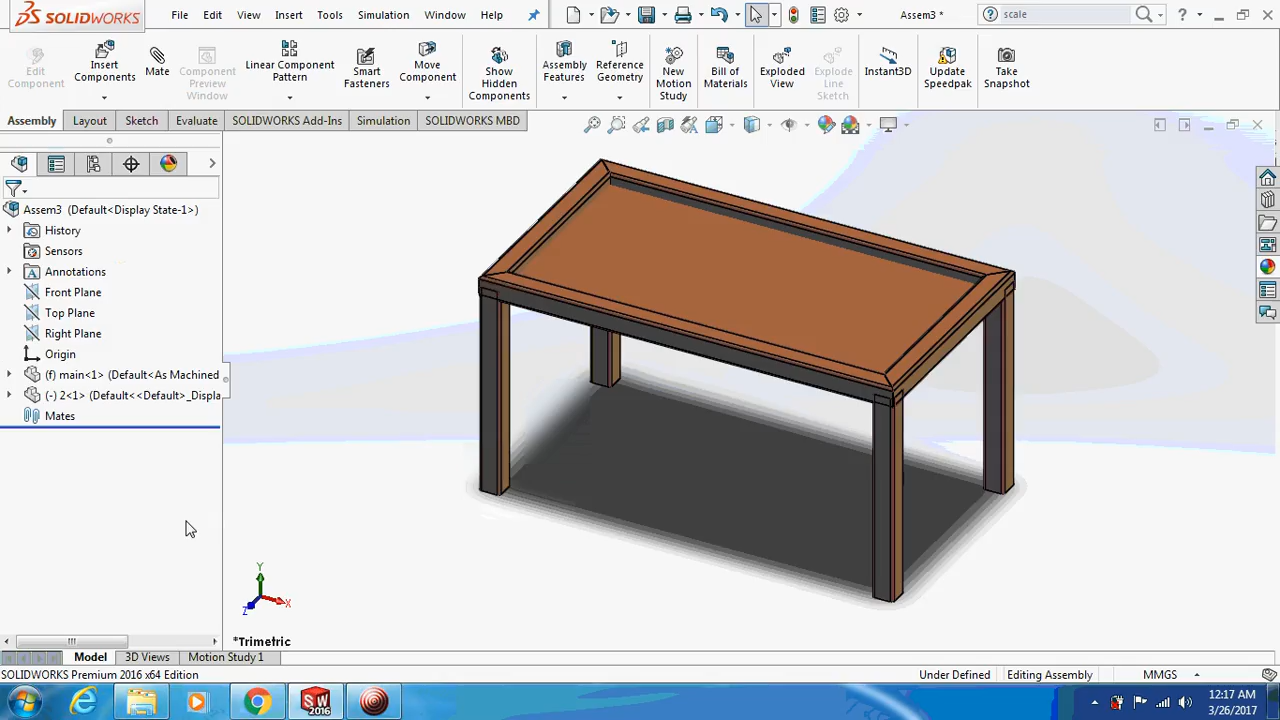 SOLIDWORKS File Edit View Insert Tools Simulation Window Help Assem3 * scale ?
Edit Component
Insert Components
Mate
Component Preview Window
Linear Component Pattern
Smart Fasteners
Move Component
Show Hidden Components
Assembly Features
Reference Geometry
New Motion Study
Bill of Materials
Exploded View
Explode Line Sketch
Instant3D
Update Speedpak
Take Snapshot
Assembly Layout Sketch Evaluate SOLIDWORKS Add-Ins Simulation SOLIDWORKS MBD
Assem3 (Default<Display State-1>)
History
Sensors
A Annotations
Front Plane
Top Plane
Right Plane
Origin
(f) main<1> (Default<As Machined
(-) 2<1> (Default<<Default>_Displa
Mates
Y
Z X
*Trimetric
Model 3D Views Motion Study 1
SOLIDWORKS Premium 2016 x64 Edition Under Defined Editing Assembly MMGS
SW 2016
12:17 AM
3/26/2017